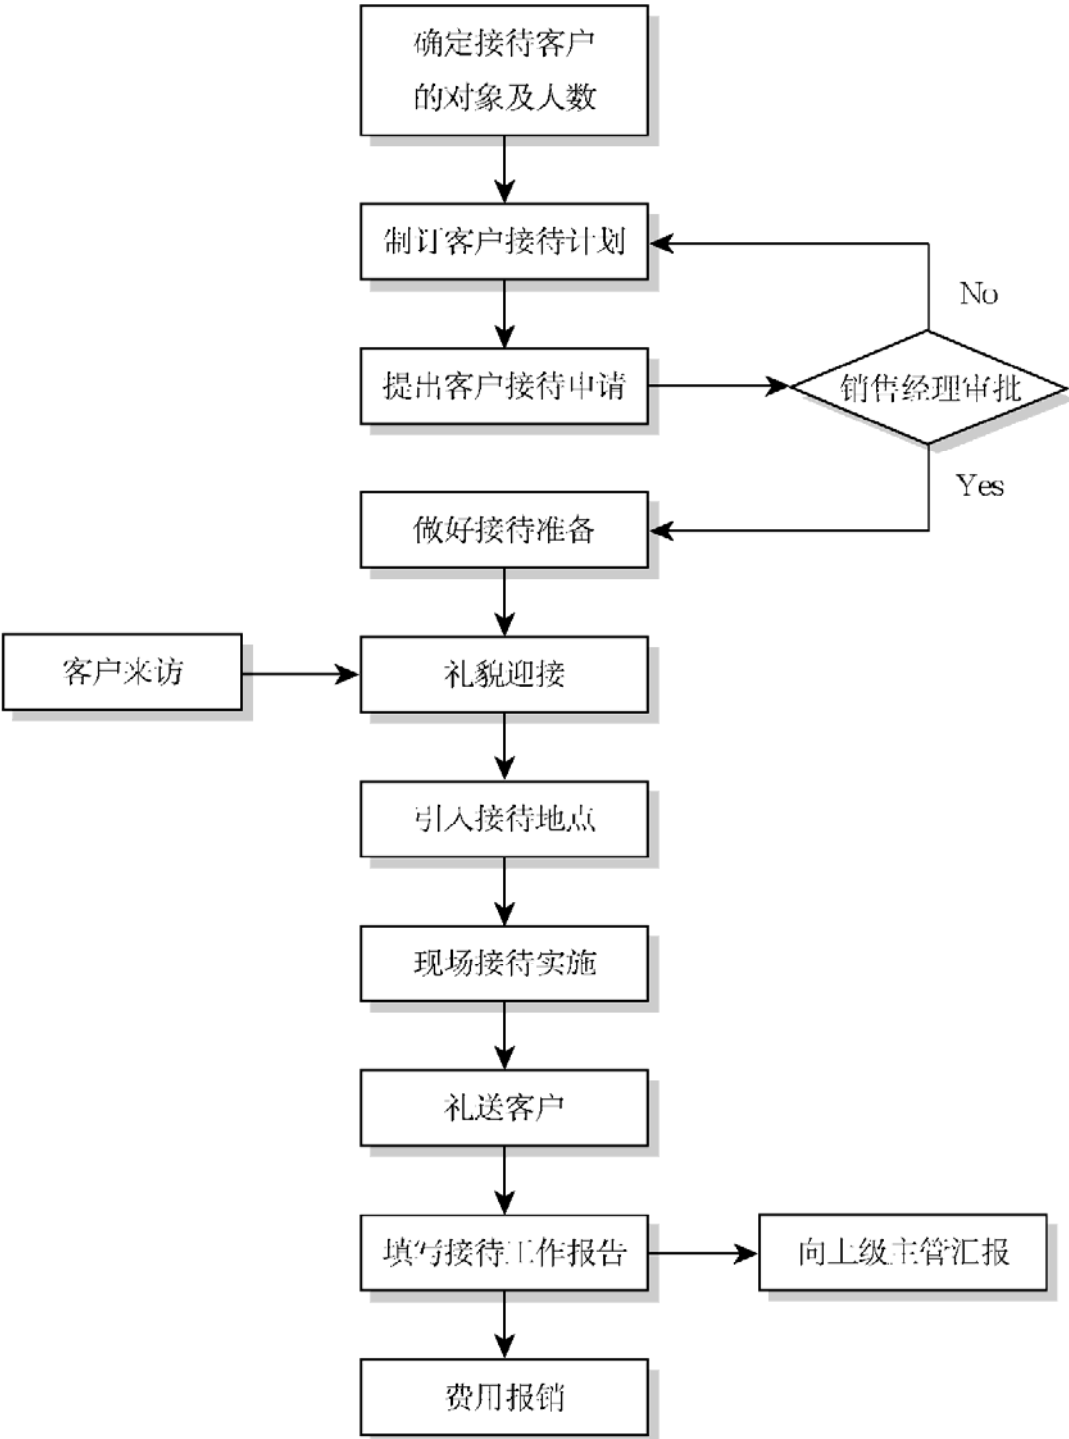 确定接待客户
的对象及人数
制订客户接待计划
No
提出客户接待申请
销售经理审批
Yes
做好接待准备
客户来访
礼貌迎接
引入接待地点
现场接待实施
礼送客户
填写接待工作报告
向上级主管汇报
费用报销